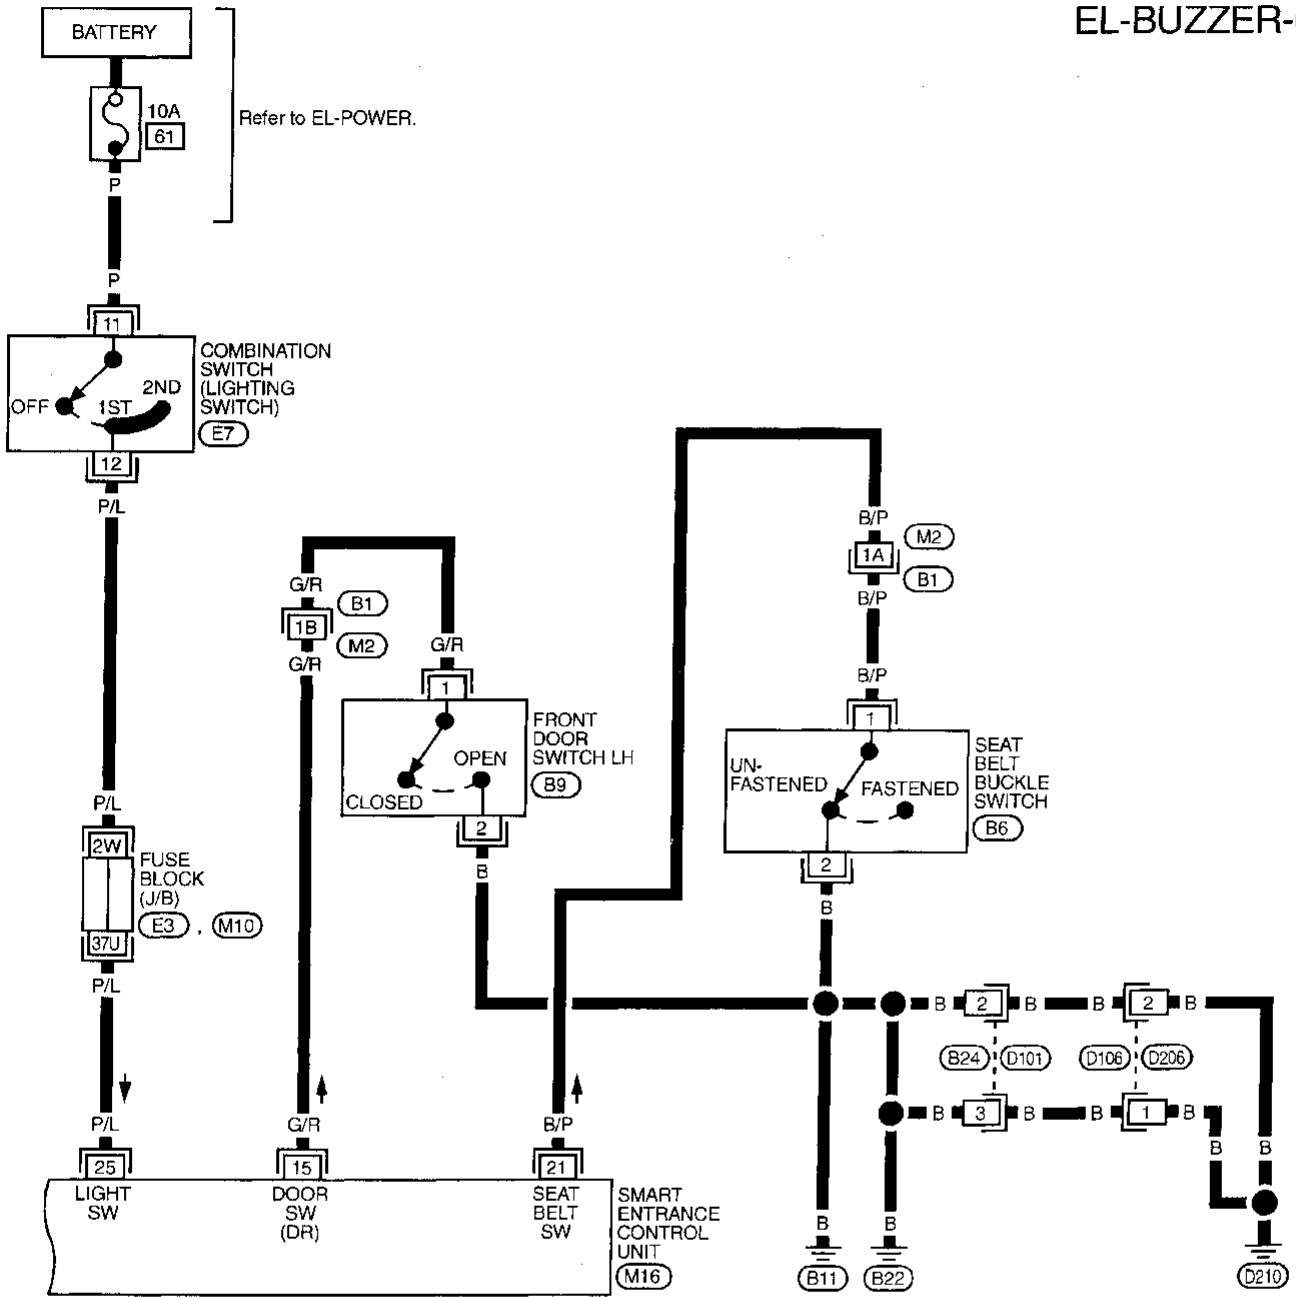 EL-BUZZER-
BATTERY
10A
61
Refer to EL-POWER.
P
P
11
COMBINATION
SWITCH
(LIGHTING
SWITCH)
E7
OFF
1ST
2ND
12
P/L
P/L
2W
FUSE
BLOCK
(J/B)
E3 , M10
37U
P/L
P/L
G/R
1B
B1
M2
G/R
G/R
1
FRONT
DOOR
SWITCH LH
B9
OPEN
CLOSED
2
B
B/P
1A
M2
B1
B/P
B/P
1
UN-
FASTENED
FASTENED
SEAT
BELT
BUCKLE
SWITCH
B6
2
B
B 2 B B 2 B
B24 D101 D106 D206
B 3 B B 1 B
B B
G/R
B/P
25
15
21
LIGHT
SW
DOOR
SW
(DR)
SEAT
BELT
SW
SMART
ENTRANCE
CONTROL
UNIT
M16
B B
B11 B22 D210